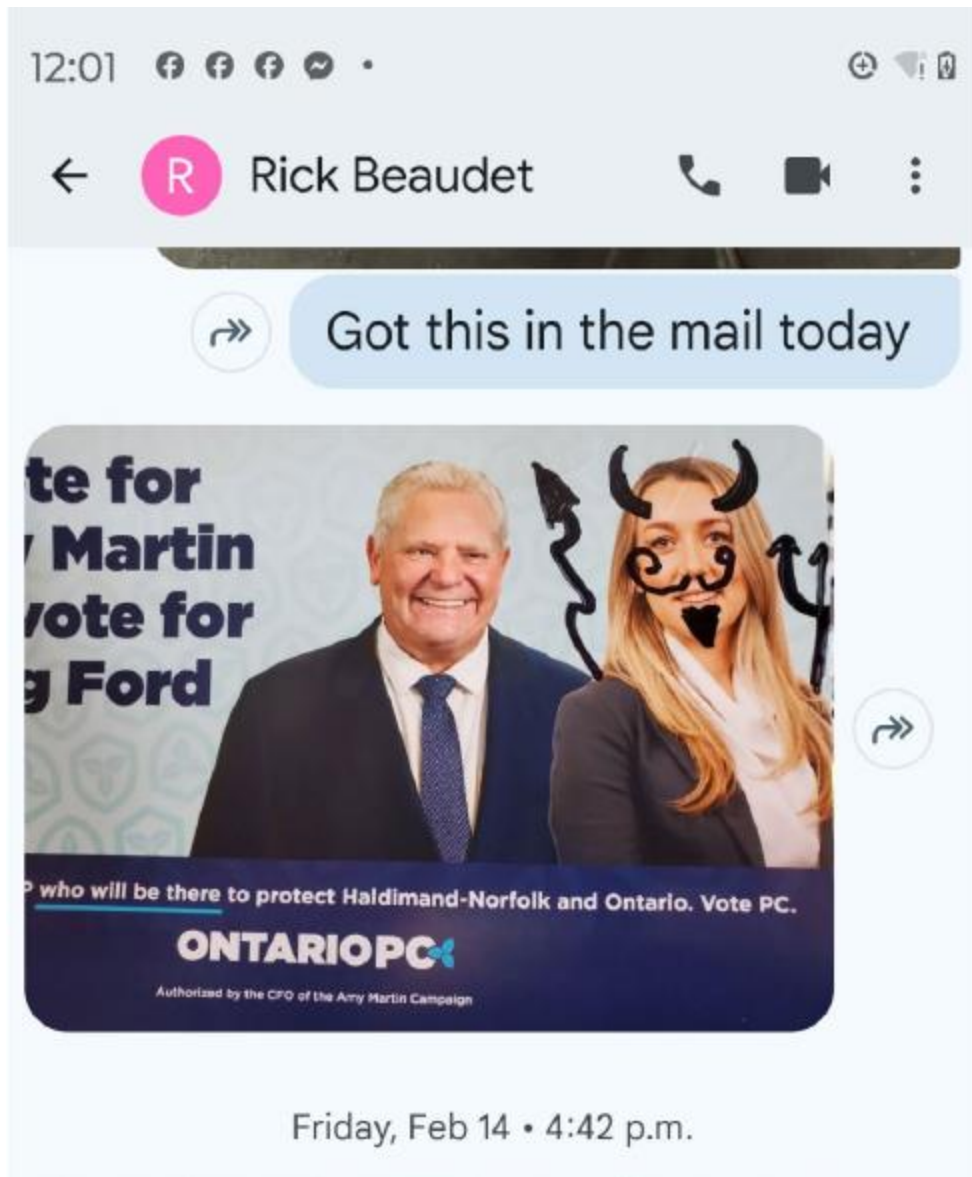 12:01
R Rick Beaudet
Got this in the mail today
te for
Martin
vote for
g Ford
who will be there to protect Haldimand-Norfolk and Ontario. Vote PC.
ONTARIO PC
Authorized by the CFO of the Amy Martin Campaign
Friday, Feb 14 • 4:42 p.m.